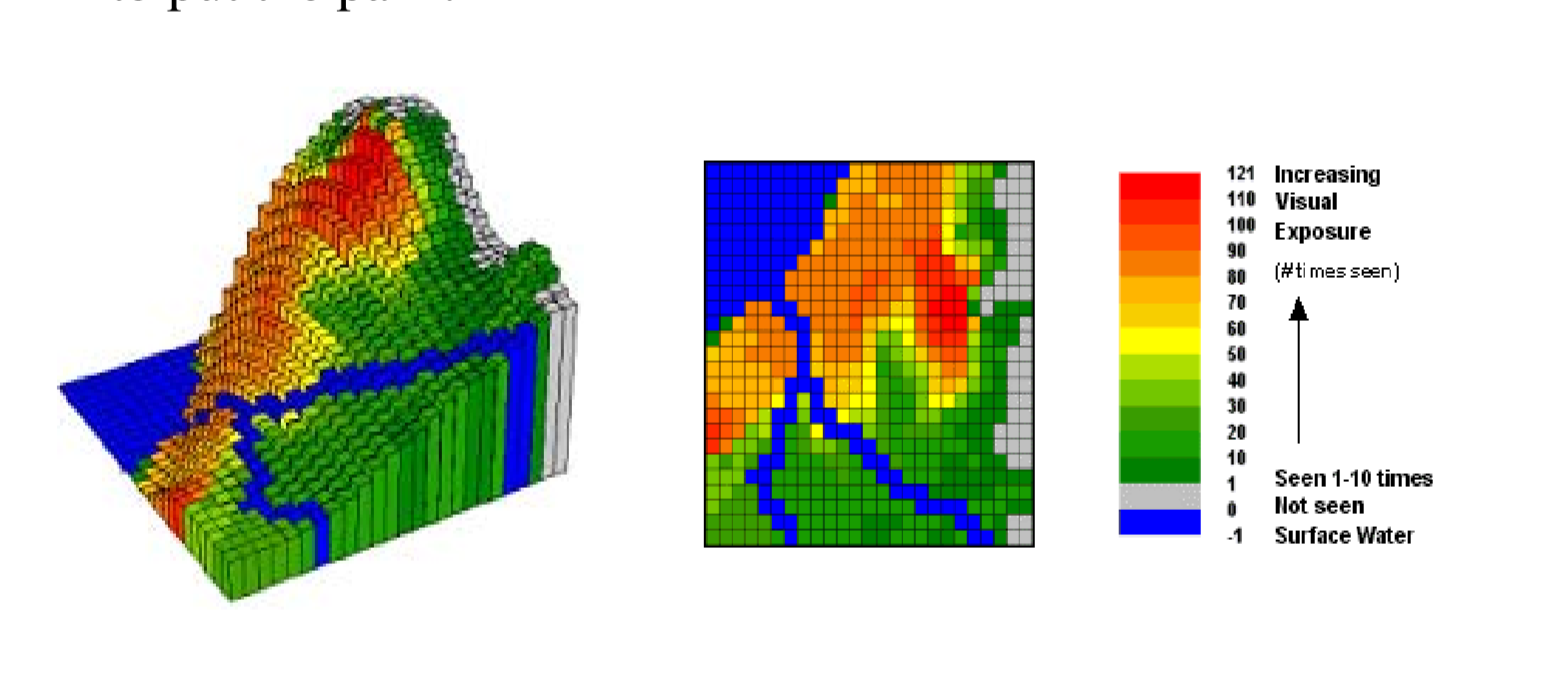 121 Increasing
110 Visual
100 Exposure
90
80 (#times seen)
70
60
50
40
30
20
10 Seen 1-10 times
1 Not seen
0
-1 Surface Water